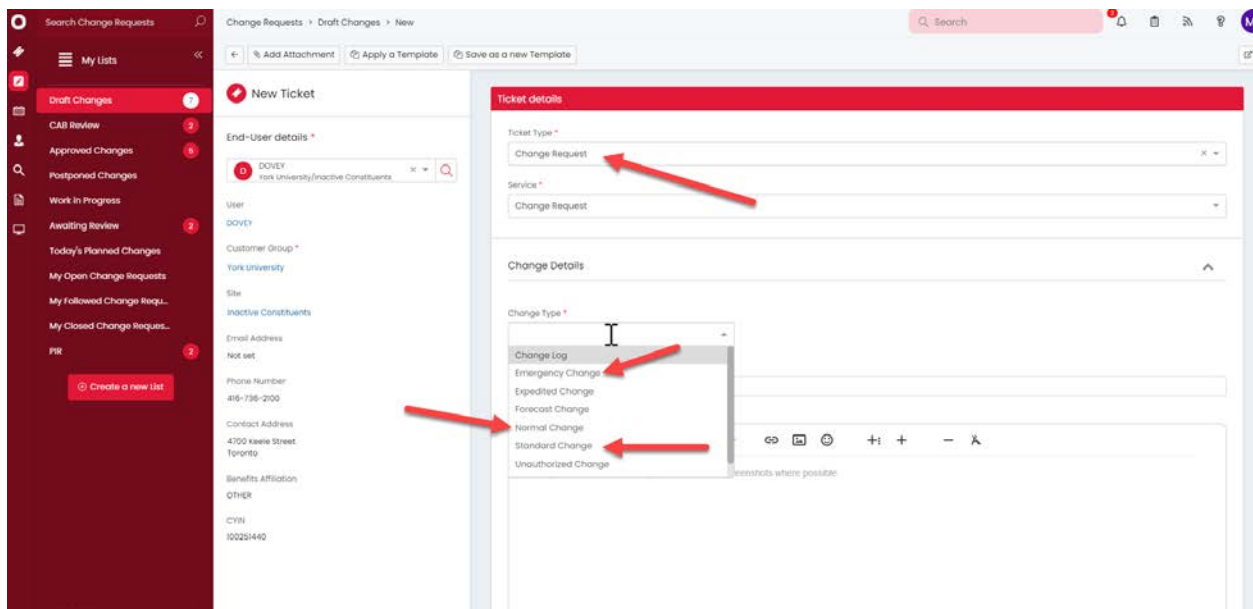 Search Change Requests
Change Requests > Draft Changes > New
Search
My Lists
Add Attachment
Apply a Template
Save as a new Template
Draft Changes 7
CAB Review 2
Approved Changes 5
Postponed Changes
Work In Progress
Awaiting Review 2
Today's Planned Changes
My Open Change Requests
My Followed Change Requ...
My Closed Change Reques...
PIR 2
Create a new List
New Ticket
End-User details *
D DOVEY
York University/Inactive Constituents
User
DOVEY
Customer Group *
York University
Site
Inactive Constituents
Email Address
Not set
Phone Number
416-736-2100
Contact Address
4700 Keele Street
Toronto
Benefits Affiliation
OTHER
CYIN
100251440
Ticket details
Ticket Type *
Change Request
Service *
Change Request
Change Details
Change Type *
Change Log
Emergency Change
Expedited Change
Forecast Change
Normal Change
Standard Change
Unauthorized Change
screenshots where possible